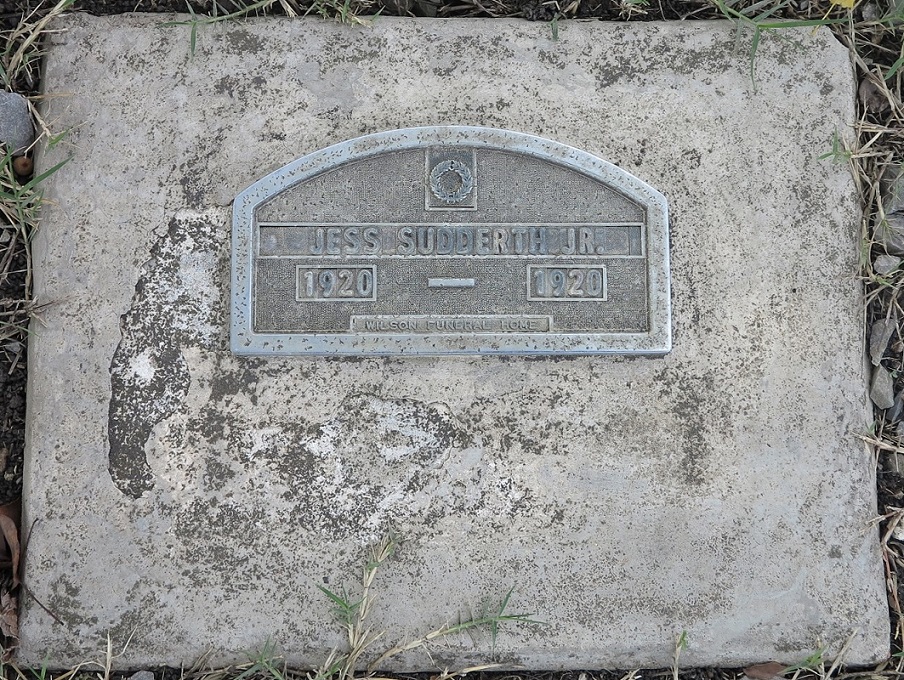 JESS SUDDERTH JR.
1920 — 1920
WILSON FUNERAL HOME